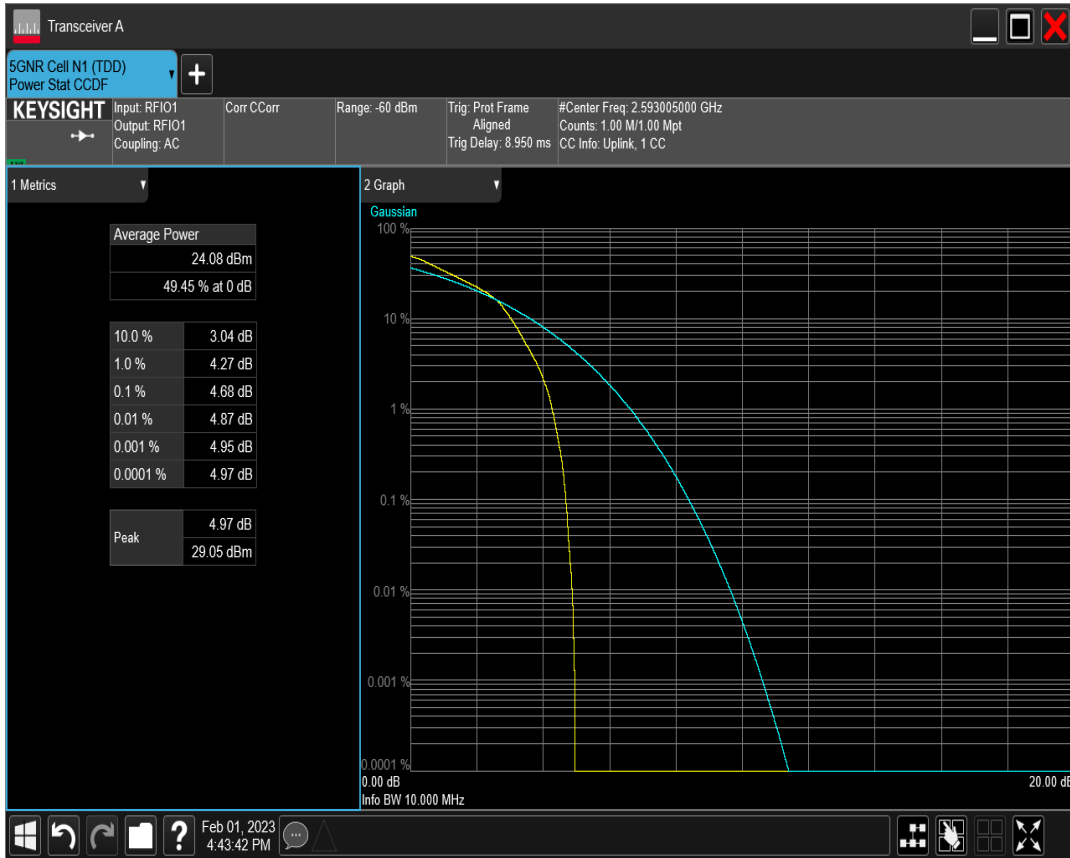 Transceiver A
5GNR Cell N1 (TDD)
Power Stat CCDF
KEYSIGHT
Input: RFIO1
Output: RFIO1
Coupling: AC
Corr CCorr
Range: -60 dBm
Trig: Prot Frame
Aligned
Trig Delay: 8.950 ms
#Center Freq: 2.593005000 GHz
Counts: 1.00 M/1.00 Mpt
CC Info: Uplink, 1 CC
1 Metrics
Average Power
24.08 dBm
49.45 % at 0 dB
10.0 % 3.04 dB
1.0 % 4.27 dB
0.1 % 4.68 dB
0.01 % 4.87 dB
0.001 % 4.95 dB
0.0001 % 4.97 dB
Peak
4.97 dB
29.05 dBm
2 Graph
Gaussian
100 %
10 %
1 %
0.1 %
0.01 %
0.001 %
0.0001 %
0.00 dB
20.00 dB
Info BW 10.000 MHz
?
Feb 01, 2023
4:43:42 PM